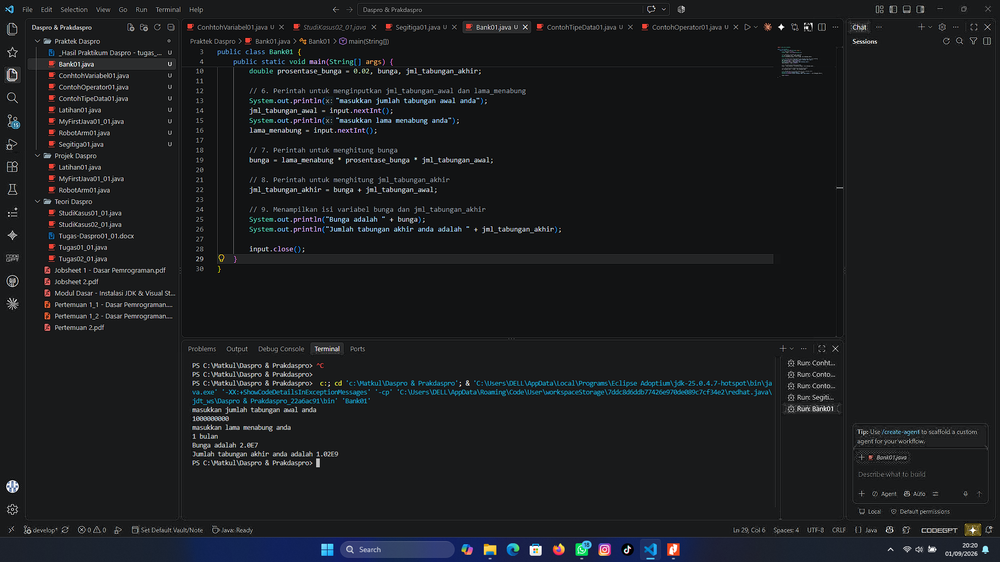 File Edit Selection View Go Run Terminal Help
Daspro & Prakdaspro
Daspro & Prakdaspro
Praktek Daspro
_Hasil Praktikum Daspro - tugas_... U
Bank01.java U
ConhtohVariabel01.java U
ContohOperator01.java U
ContohTipeData01.java U
Latihan01.java U
MyFirstJava01_01.java U
RobotArm01.java U
Segitiga01.java U
Projek Daspro
Latihan01.java
MyFirstJava01_01.java
RobotArm01.java
Teori Daspro
StudiKasus01_01.java
StudiKasus02_01.java
Tugas-Daspro01_01.docx
Tugas01_01.java
Tugas02_01.java
Jobsheet 1 - Dasar Pemrograman.pdf
Jobsheet 2.pdf
Modul Dasar - Instalasi JDK & Visual St...
Pertemuan 1_1 - Dasar Pemrograman....
Pertemuan 1_2 - Dasar Pemrograman....
Pertemuan 2.pdf
15
CODE GPT
ConhtohVariabel01.java U StudiKasus02_01.java Segitiga01.java U Bank01.java U ContohTipeData01.java U ContohOperator01.java U
Praktek Daspro > Bank01.java > Bank01 > main(String[])
3 public class Bank01 {
4 public static void main(String[] args) {
10 double prosentase_bunga = 0.02, bunga, jml_tabungan_akhir;
11
12 // 6. Perintah untuk menginputkan jml_tabungan_awal dan lama_menabung
13 System.out.println(x: "masukkan jumlah tabungan awal anda");
14 jml_tabungan_awal = input.nextInt();
15 System.out.println(x: "masukkan lama menabung anda");
16 lama_menabung = input.nextInt();
17
18 // 7. Perintah untuk menghitung bunga
19 bunga = lama_menabung * prosentase_bunga * jml_tabungan_awal;
20
21 // 8. Perintah untuk menghitung jml_tabungan_akhir
22 jml_tabungan_akhir = bunga + jml_tabungan_awal;
23
24 // 9. Menampilkan isi variabel bunga dan jml_tabungan_akhir
25 System.out.println("Bunga adalah " + bunga);
26 System.out.println("Jumlah tabungan akhir anda adalah " + jml_tabungan_akhir);
27
28 input.close();
29 }
30 }
Problems Output Debug Console Terminal Ports
PS C:\Matkul\Daspro & Prakdaspro> ^C
PS C:\Matkul\Daspro & Prakdaspro>
PS C:\Matkul\Daspro & Prakdaspro> c:; cd 'c:\Matkul\Daspro & Prakdaspro'; & 'C:\Users\DELL\AppData\Local\Programs\Eclipse Adoptium\jdk-25.0.4.7-hotspot\bin\ja
va.exe' '-XX:+ShowCodeDetailsInExceptionMessages' '-cp' 'C:\Users\DELL\AppData\Roaming\Code\User\workspaceStorage\7ddc8d6ddb77426e970de089c7cf34e2\redhat.java\
jdt_ws\Daspro & Prakdaspro_22a6ac91\bin' 'Bank01'
masukkan jumlah tabungan awal anda
1000000000
masukkan lama menabung anda
1 bulan
Bunga adalah 2.0E7
Jumlah tabungan akhir anda adalah 1.02E9
PS C:\Matkul\Daspro & Prakdaspro>
Run: Conht...
Run: Conto...
Run: Conto...
Run: Segiti...
Run: Bank01
Chat
Sessions
Tip: Use /create-agent to scaffold a custom
agent for your workflow.
Bank01.java
Describe what to build
Agent Auto
Local Default permissions
develop* 0 0 Set Default Vault/Note Java: Ready
Ln 29, Col 6 Spaces: 4 UTF-8 CRLF { } Java CODEGPT
Search
18
20:20
01/09/2026